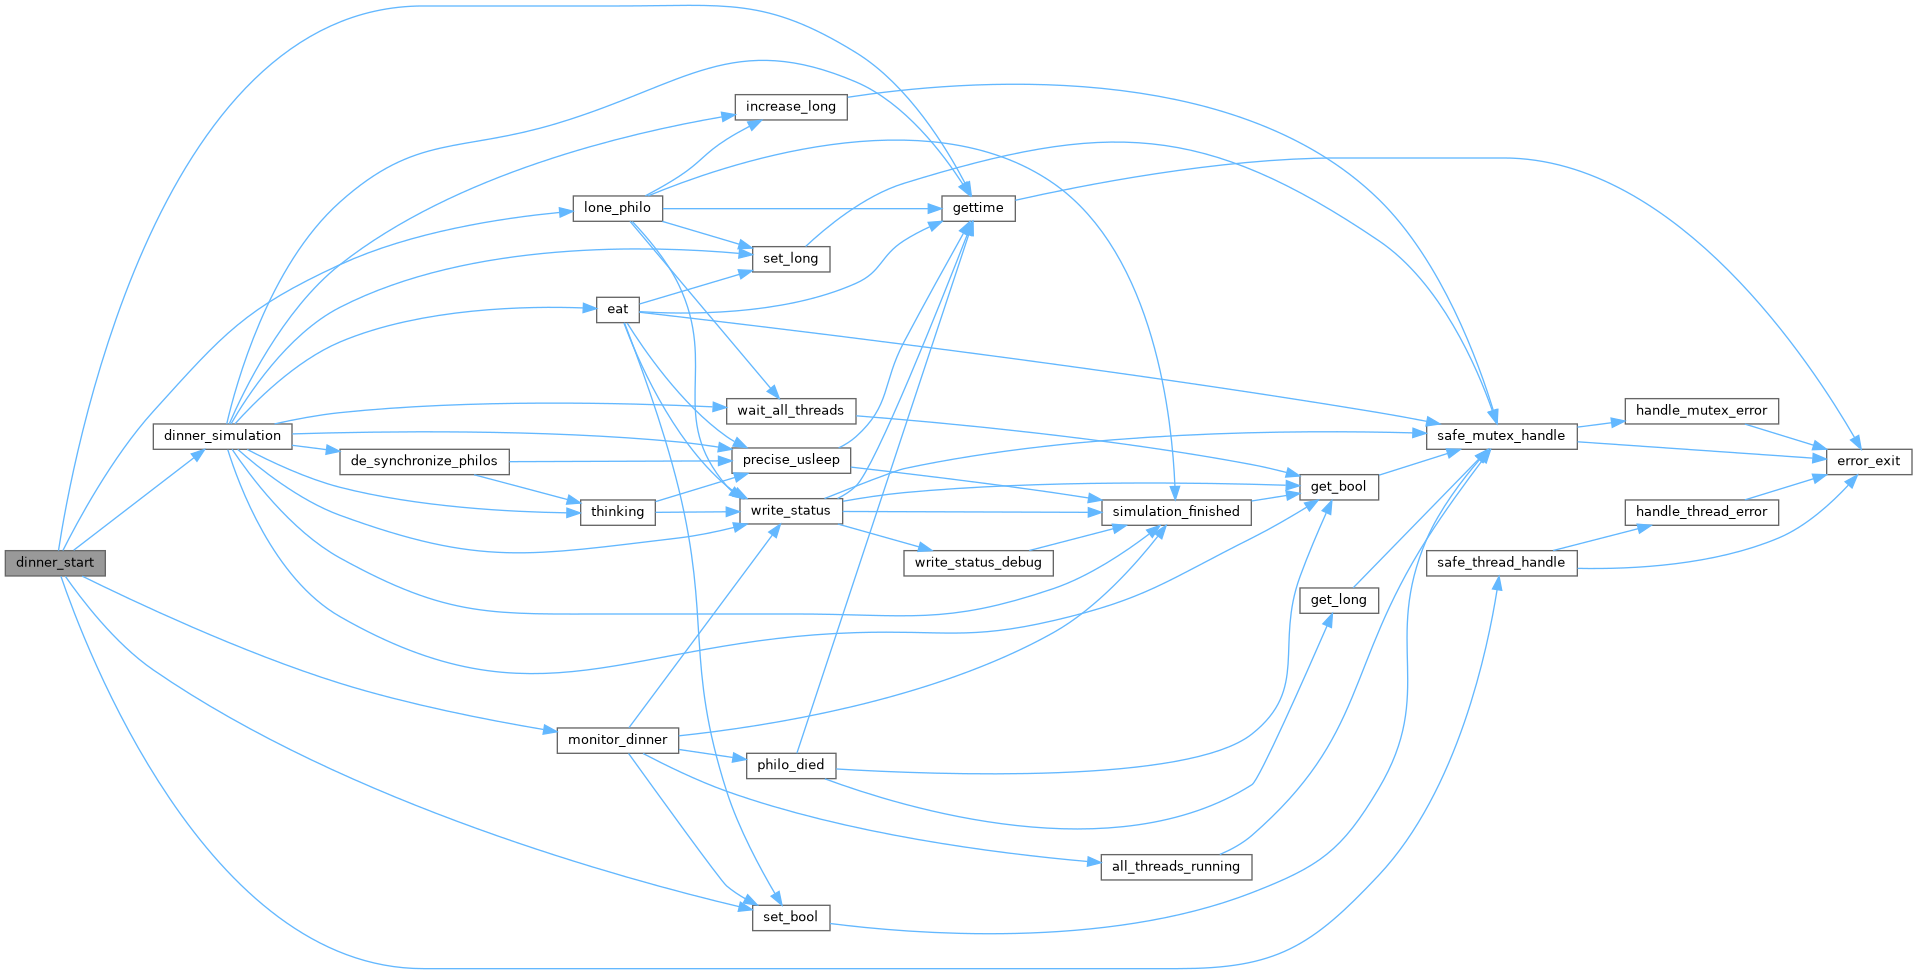 dinner_start
dinner_simulation
de_synchronize_philos
lone_philo
eat
thinking
monitor_dinner
increase_long
set_long
wait_all_threads
precise_usleep
write_status
philo_died
set_bool
gettime
write_status_debug
simulation_finished
all_threads_running
get_bool
get_long
safe_mutex_handle
safe_thread_handle
handle_mutex_error
handle_thread_error
error_exit